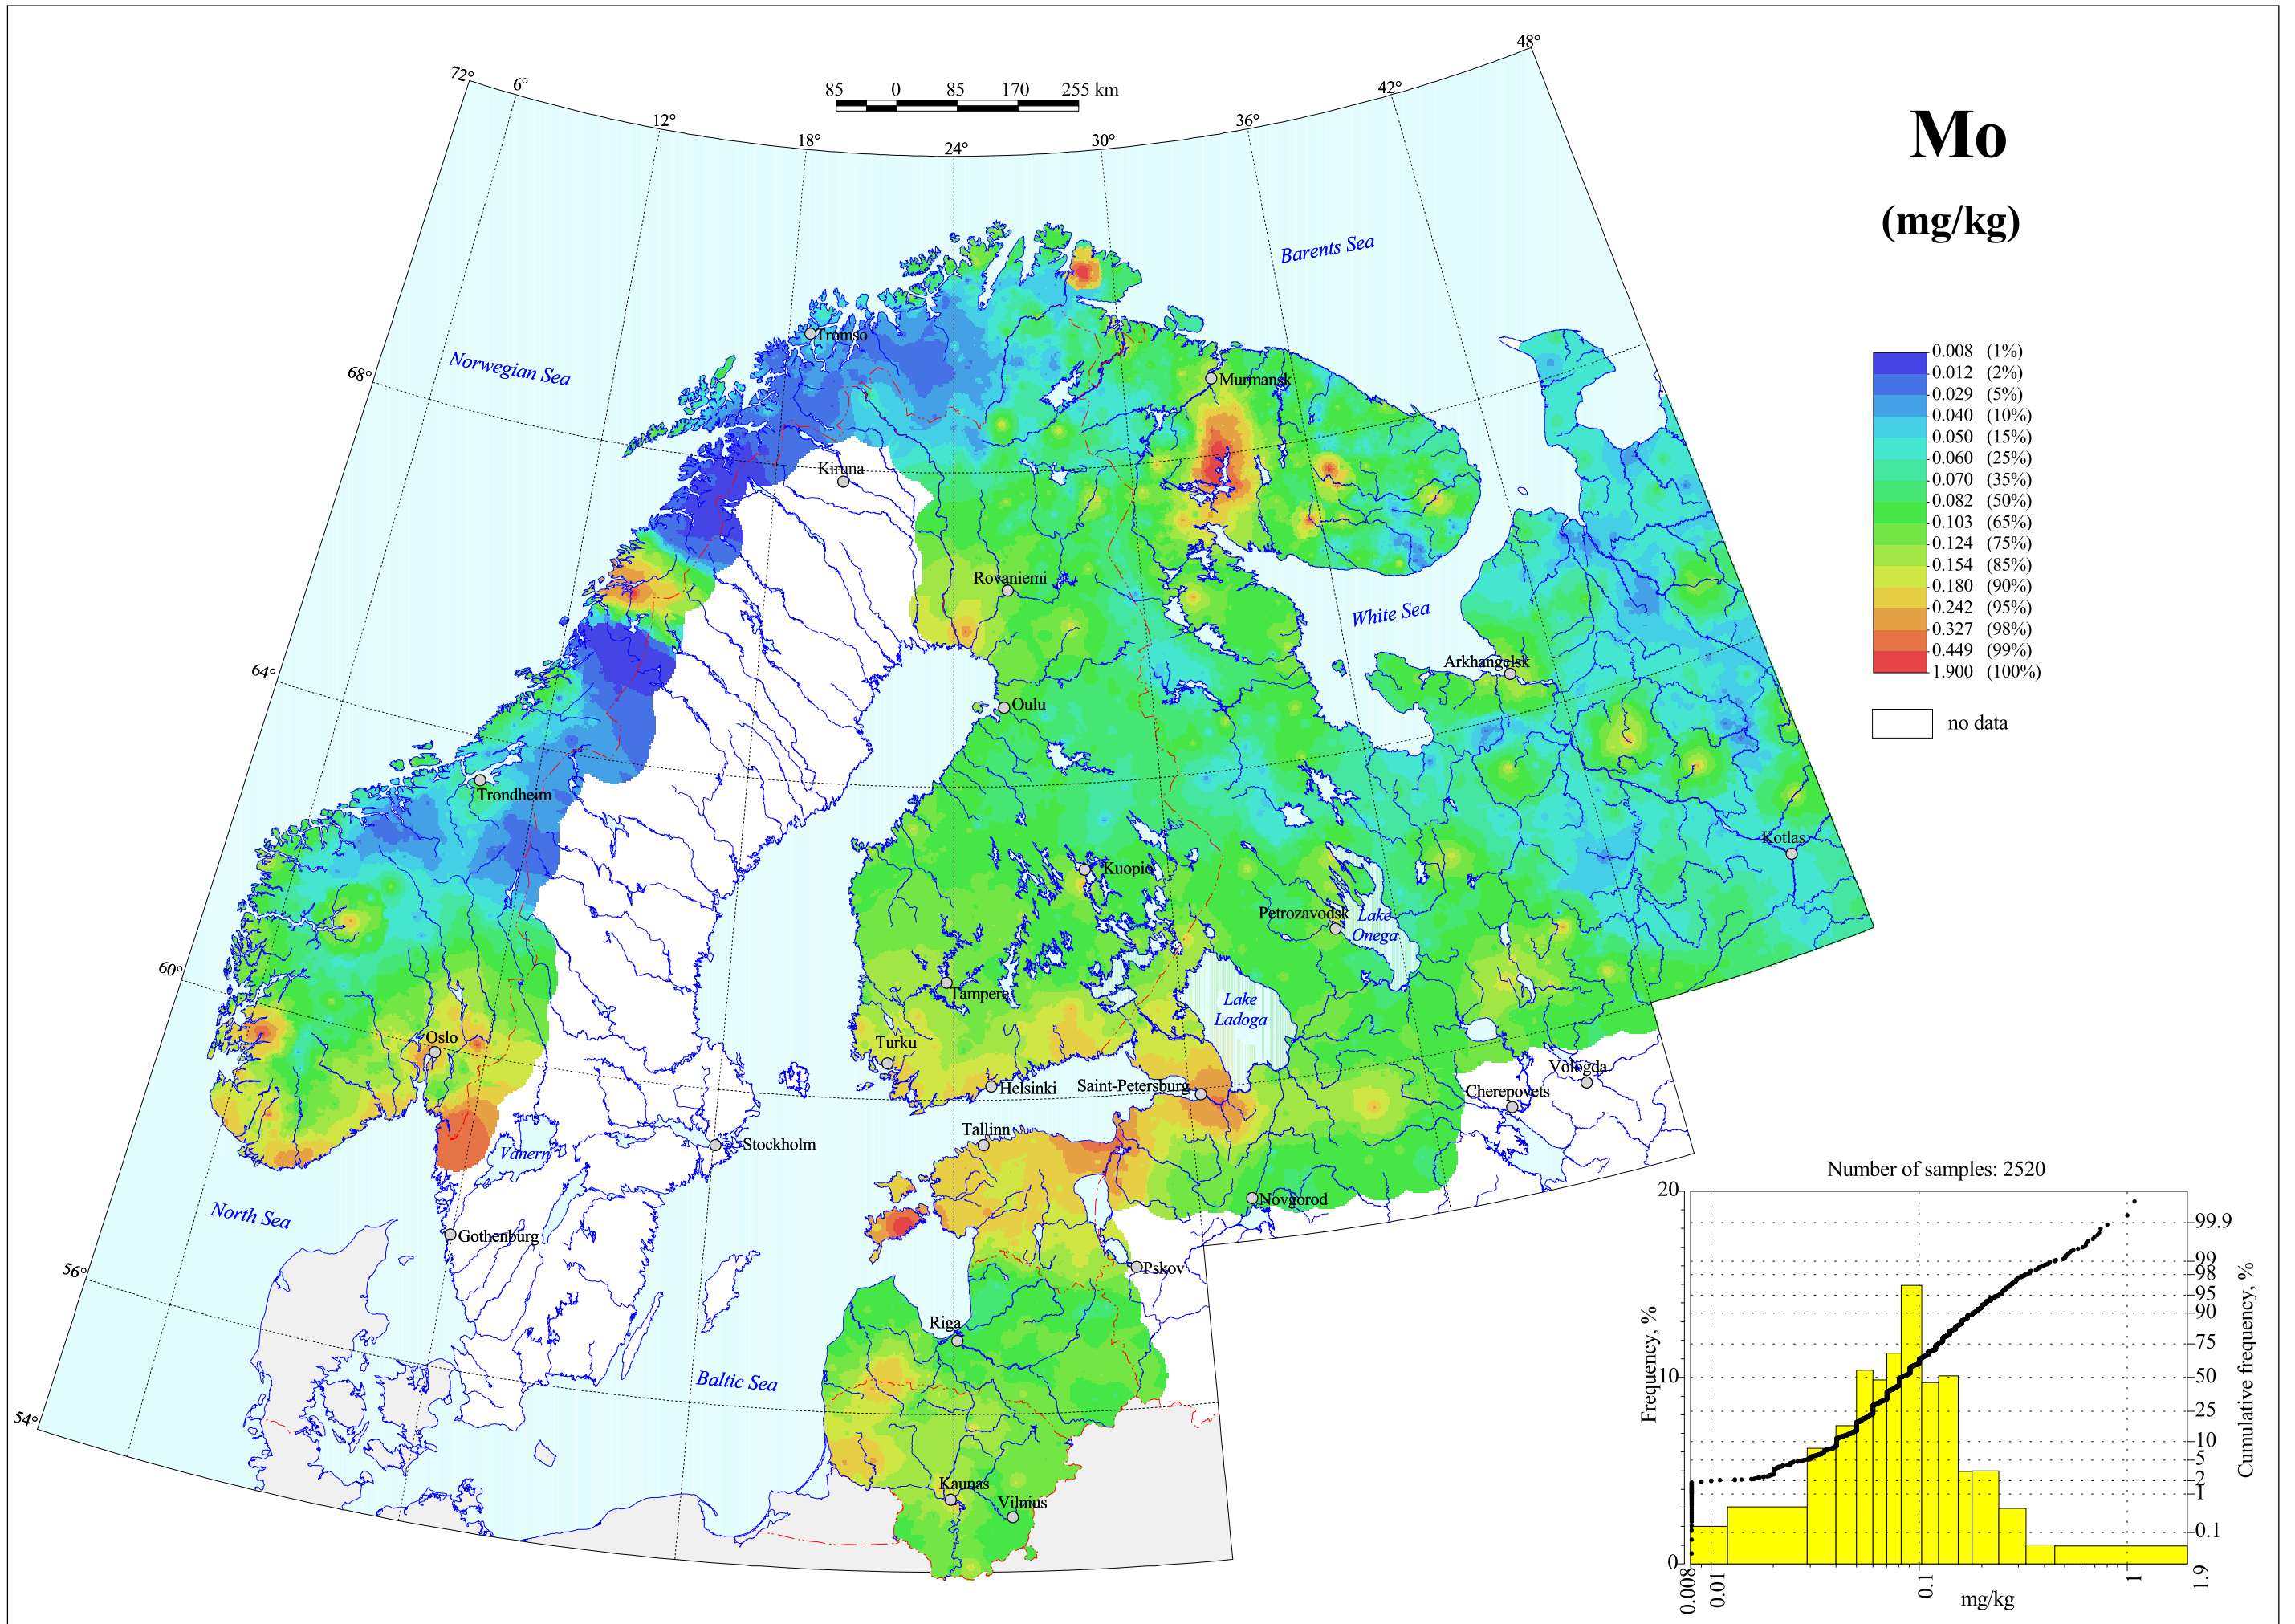 Mo
(mg/kg)
72°
6°
12°
18°
24°
30°
36°
42°
48°
85 0 85 170 255 km
Barents Sea
Norwegian Sea
68°
Tromso
Murmansk
Kiruna
Rovaniemi
White Sea
Arkhangelsk
64°
Oulu
Trondheim
Kotlas
Kuopio
Petrozavodsk
Lake
Onega
60°
Tampere
Lake
Ladoga
Oslo
Turku
Helsinki
Saint-Petersburg
Vologda
Cherepovets
Tallinn
Stockholm
Vanern
Novgorod
North Sea
Gothenburg
56°
Pskov
Riga
Baltic Sea
54°
Kaunas
Vilnius
0.008 (1%)
0.012 (2%)
0.029 (5%)
0.040 (10%)
0.050 (15%)
0.060 (25%)
0.070 (35%)
0.082 (50%)
0.103 (65%)
0.124 (75%)
0.154 (85%)
0.180 (90%)
0.242 (95%)
0.327 (98%)
0.449 (99%)
1.900 (100%)
no data
Number of samples: 2520
20
10
0
Frequency, %
99.9
99
98
95
90
75
50
25
10
5
2
1
0.1
Cumulative frequency, %
0.008
0.01
0.1
1
1.9
mg/kg